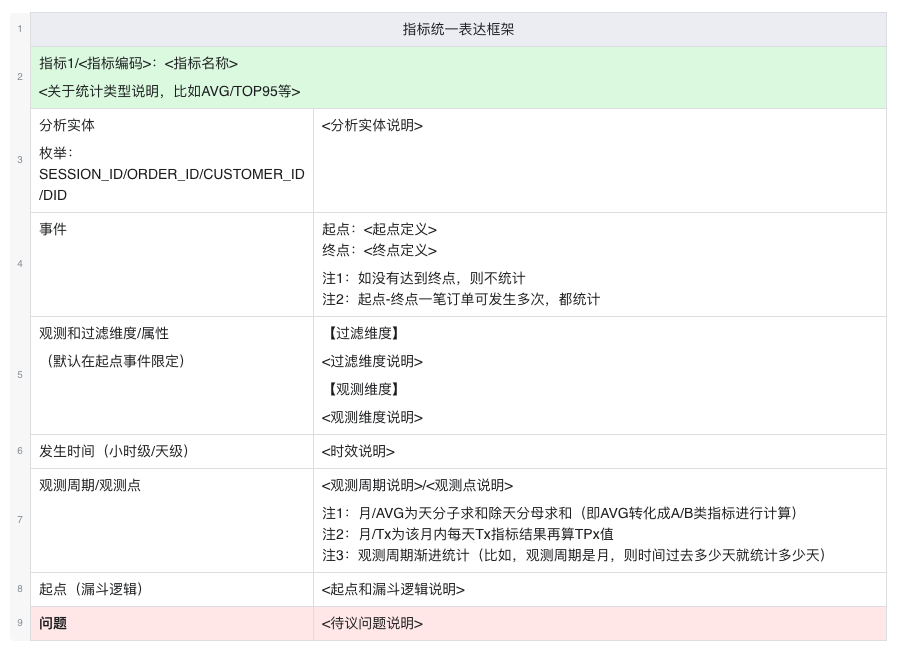 1
指标统一表达框架
2
指标1/<指标编码>：<指标名称>
<关于统计类型说明，比如AVG/TOP95等>
3
分析实体
枚举：
SESSION_ID/ORDER_ID/CUSTOMER_ID
/DID
<分析实体说明>
4
事件
起点：<起点定义>
终点：<终点定义>
注1：如没有达到终点，则不统计
注2：起点-终点一笔订单可发生多次，都统计
5
观测和过滤维度/属性
（默认在起点事件限定）
【过滤维度】
<过滤维度说明>
【观测维度】
<观测维度说明>
6
发生时间（小时级/天级）
<时效说明>
7
观测周期/观测点
<观测周期说明>/<观测点说明>
注1：月/AVG为天分子求和除天分母求和（即AVG转化成A/B类指标进行计算）
注2：月/Tx为该月内每天Tx指标结果再算TPx值
注3：观测周期渐进统计（比如，观测周期是月，则时间过去多少天就统计多少天）
8
起点（漏斗逻辑）
<起点和漏斗逻辑说明>
9
问题
<待议问题说明>